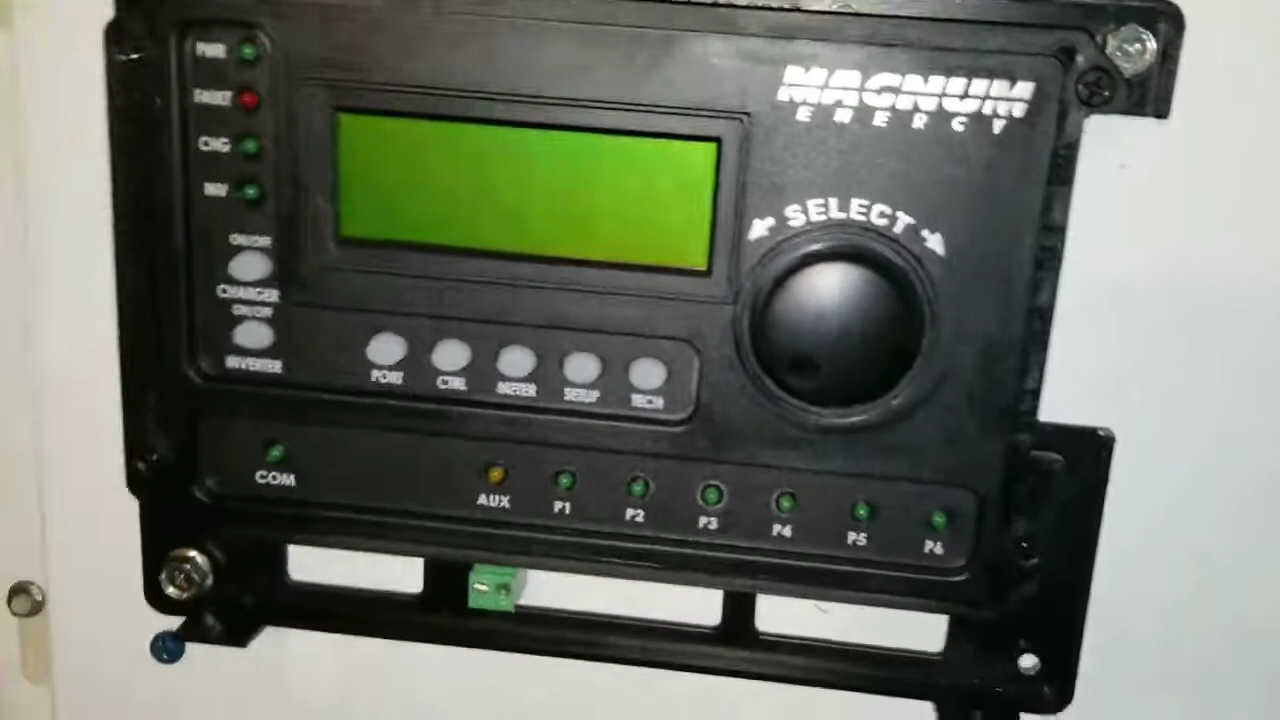 PWR
FAULT
CHG
INV
MAGNUM
ENERGY
SELECT
ON/OFF
CHARGER
ON/OFF
INVERTER
PORT
CTRL
METER
SETUP
TECH
COM
AUX
P1
P2
P3
P4
P5
P6